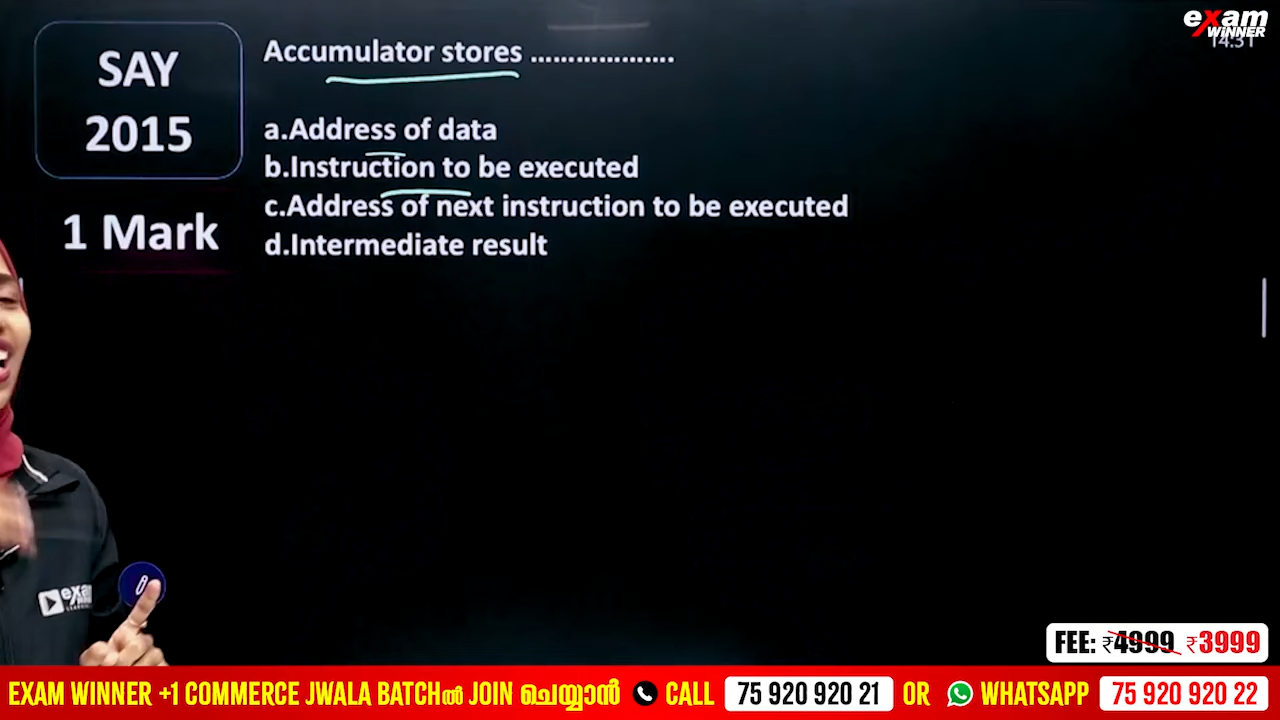 exam
WINNER
14:31
SAY
2015
1 Mark
Accumulator stores ...................
a.Address of data
b.Instruction to be executed
c.Address of next instruction to be executed
d.Intermediate result
exam
FEE: ₹4999 ₹3999
EXAM WINNER +1 COMMERCE JWALA BATCHൽ JOIN ചെയ്യാൻ CALL 75 920 920 21 OR WHATSAPP 75 920 920 22